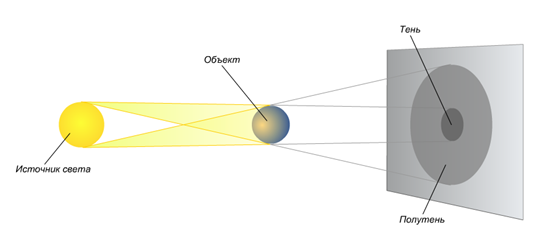 Тень
Объект
Источник света
Полутень